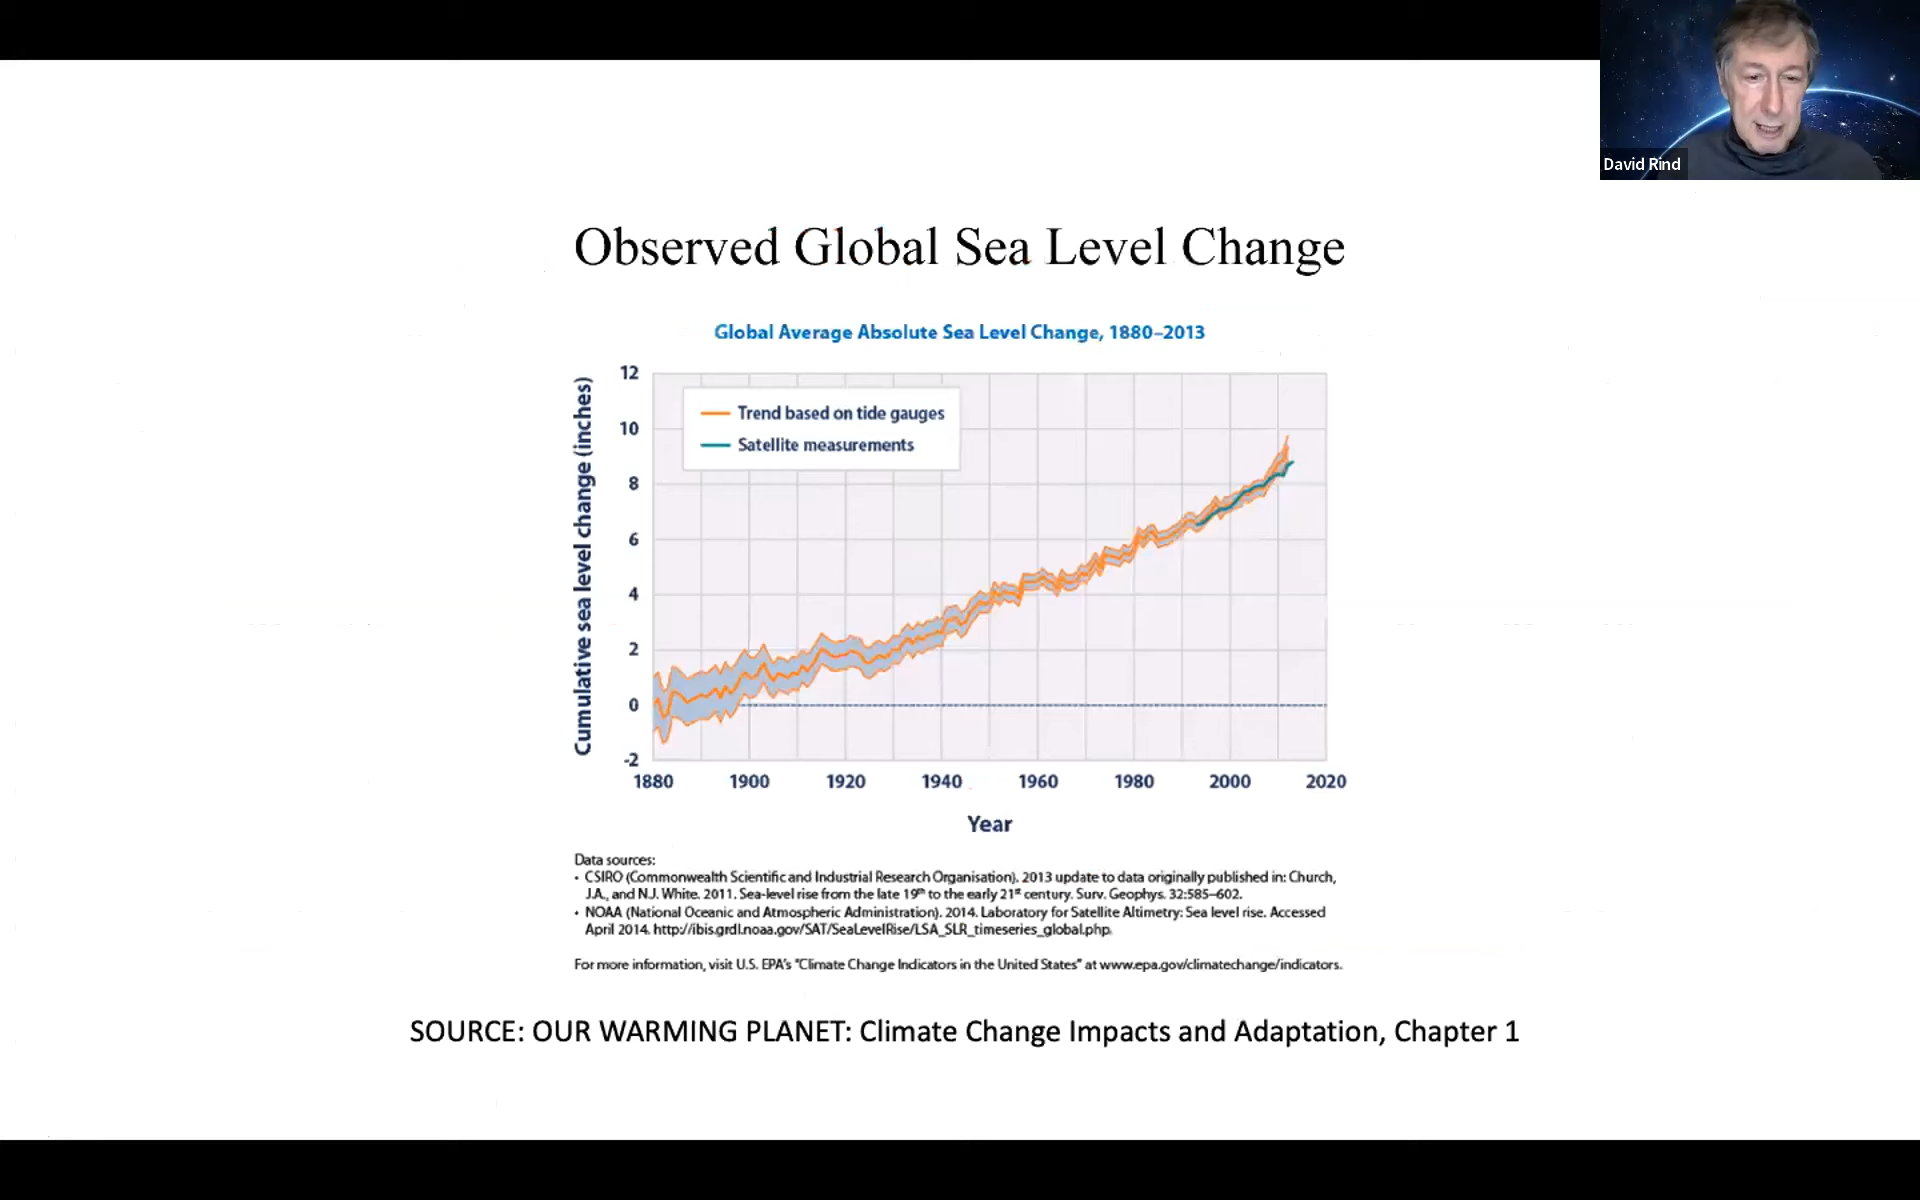 David Rind
Observed Global Sea Level Change
Global Average Absolute Sea Level Change, 1880–2013
Cumulative sea level change (inches)
12
10
8
6
4
2
0
-2
Trend based on tide gauges
Satellite measurements
1880 1900 1920 1940 1960 1980 2000 2020
Year
Data sources:
• CSIRO (Commonwealth Scientific and Industrial Research Organisation). 2013 update to data originally published in: Church,
J.A., and N.J. White. 2011. Sea-level rise from the late 19th to the early 21st century. Surv. Geophys. 32:585–602.
• NOAA (National Oceanic and Atmospheric Administration). 2014. Laboratory for Satellite Altimetry: Sea level rise. Accessed
April 2014. http://ibis.grdl.noaa.gov/SAT/SeaLevelRise/LSA_SLR_timeseries_global.php.
For more information, visit U.S. EPA's "Climate Change Indicators in the United States" at www.epa.gov/climatechange/indicators.
SOURCE: OUR WARMING PLANET: Climate Change Impacts and Adaptation, Chapter 1